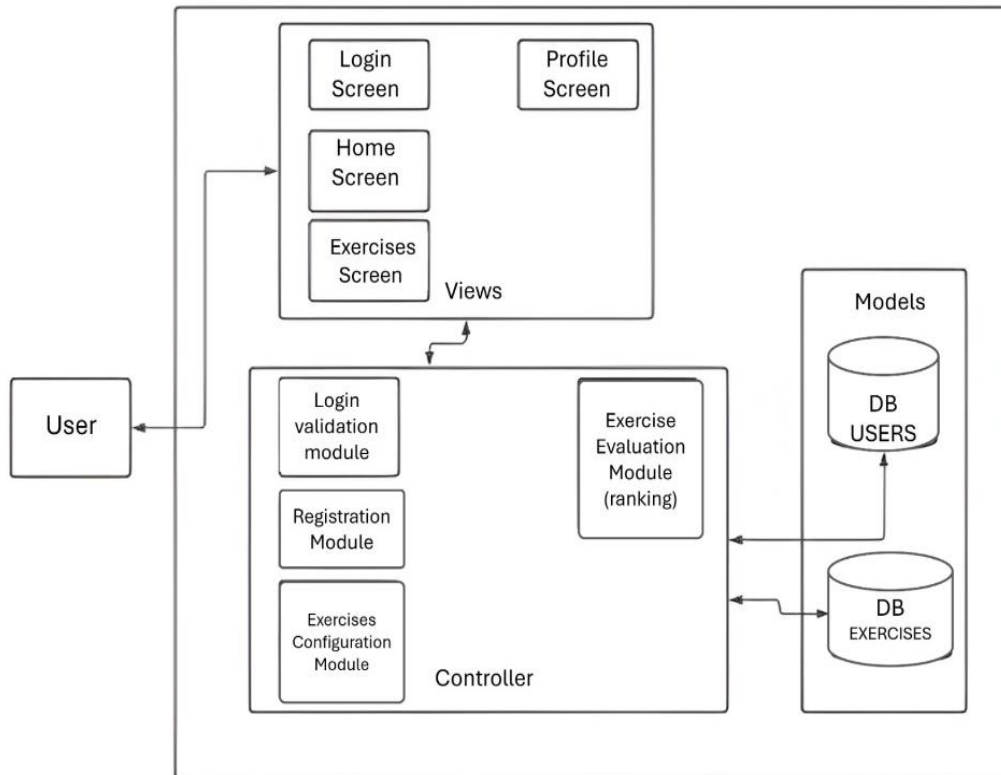 Login
Screen
Profile
Screen
Home
Screen
Exercises
Screen
Views
User
Login
validation
module
Registration
Module
Exercises
Configuration
Module
Exercise
Evaluation
Module
(ranking)
Controller
Models
DB
USERS
DB
EXERCISES